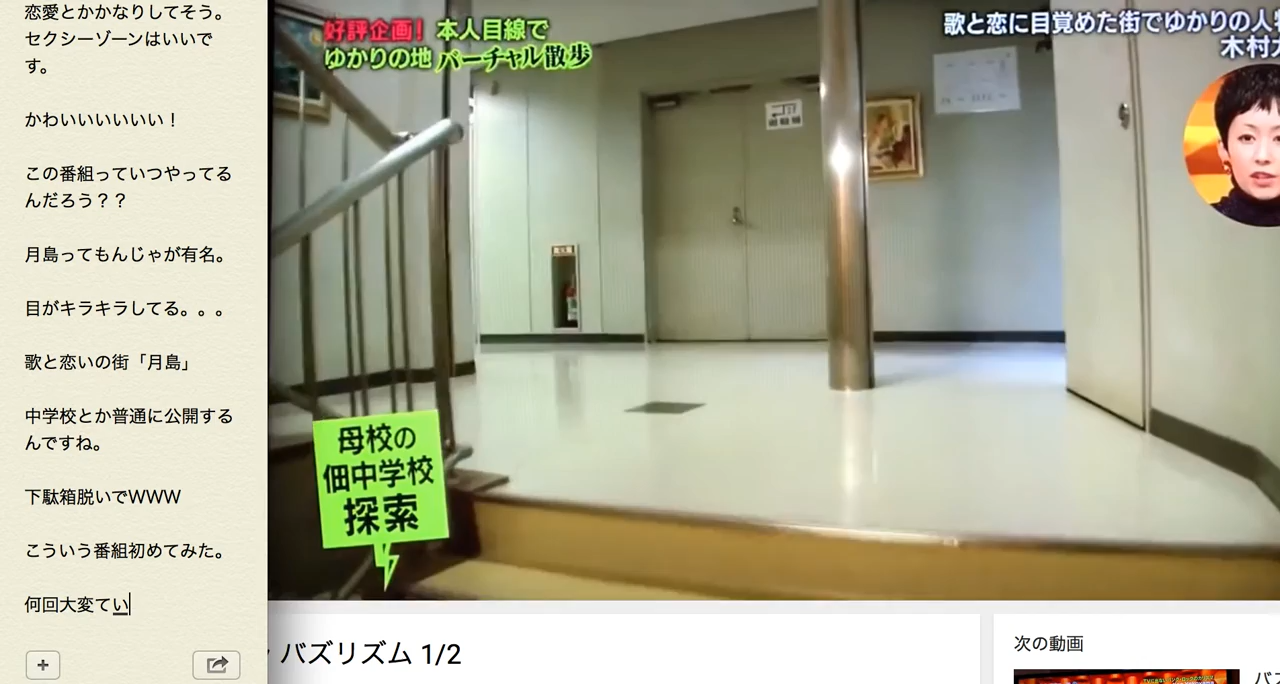 恋愛とかかなりしてそう。
セクシーゾーンはいいで
す。
かわいいいいいい！
この番組っていつやってる
んだろう？？
月島ってもんじゃが有名。
目がキラキラしてる。。。
歌と恋いの街「月島」
中学校とか普通に公開する
んですね。
下駄箱脱いでWWW
こういう番組初めてみた。
何回大変てい
好評企画！ 本人目線で
ゆかりの地 バーチャル散歩
歌と恋に目覚めた街でゆかりの人
木村
母校の
佃中学校
探索
バズリズム 1/2
次の動画